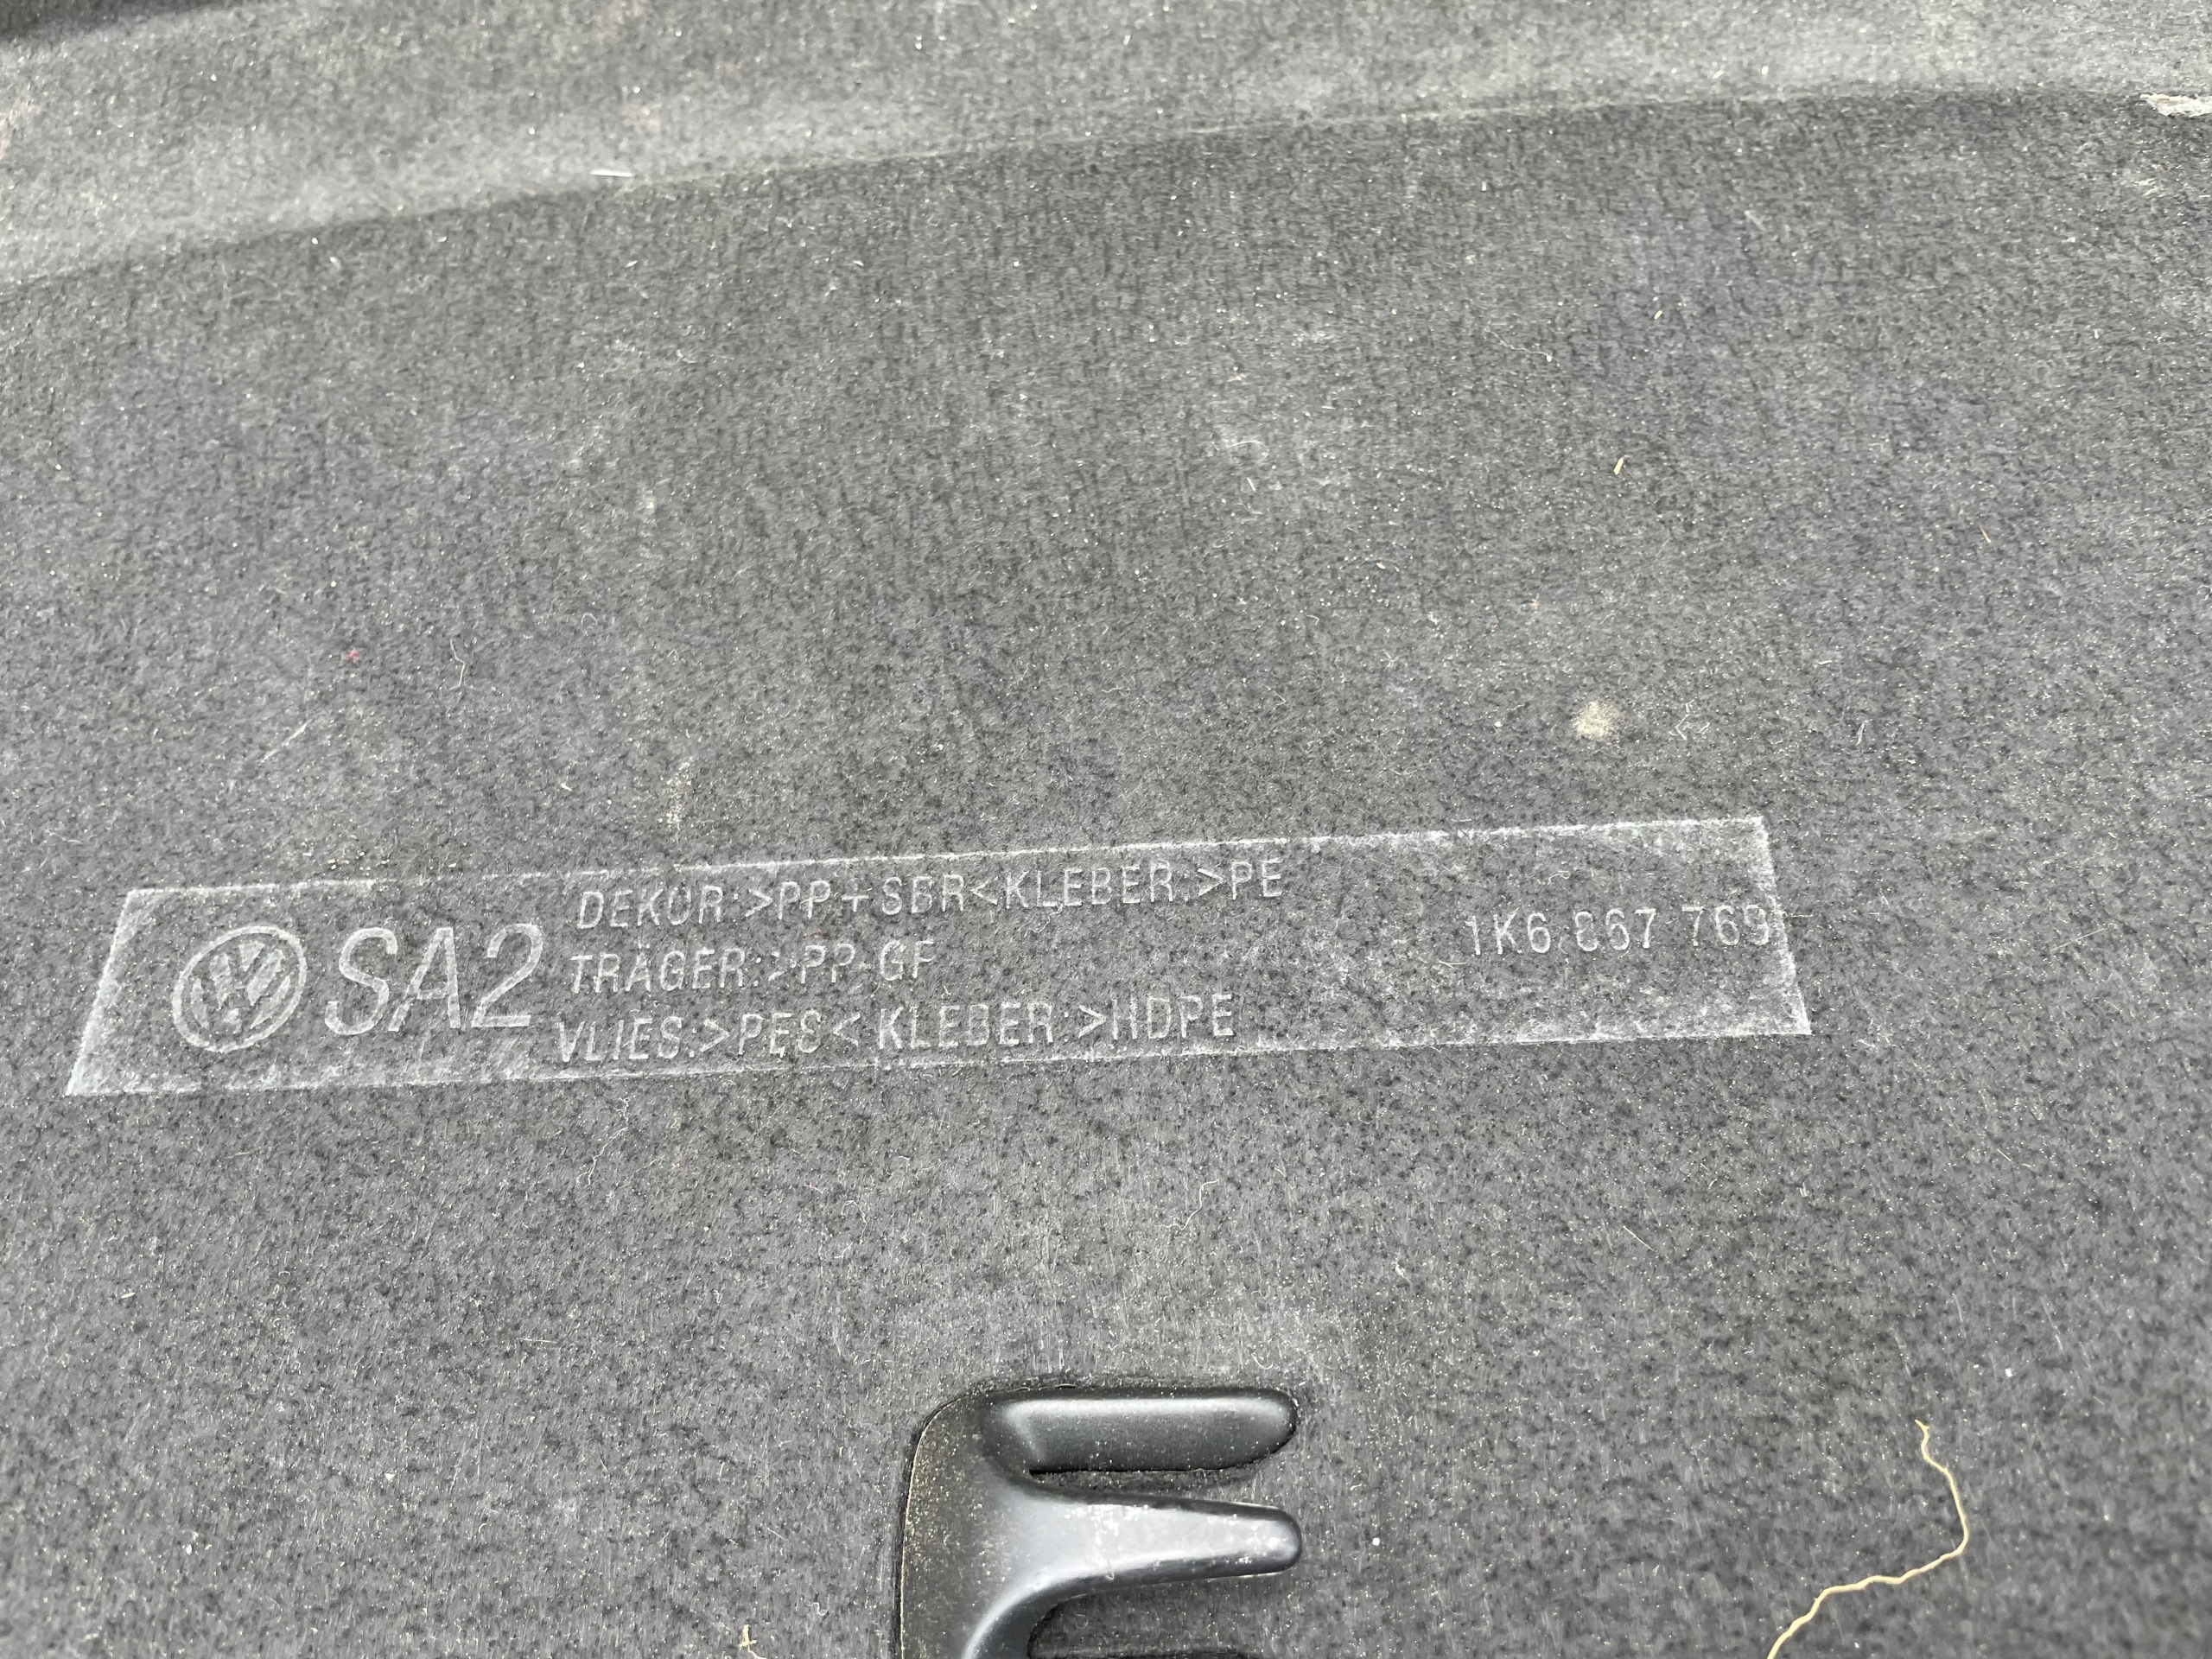 SA2
DEKOR:>PP+SBR<KLEBER:>PE
TRÄGER:>PP-GF
VLIES:>PES<KLEBER:>HDPE
1K6 867 769